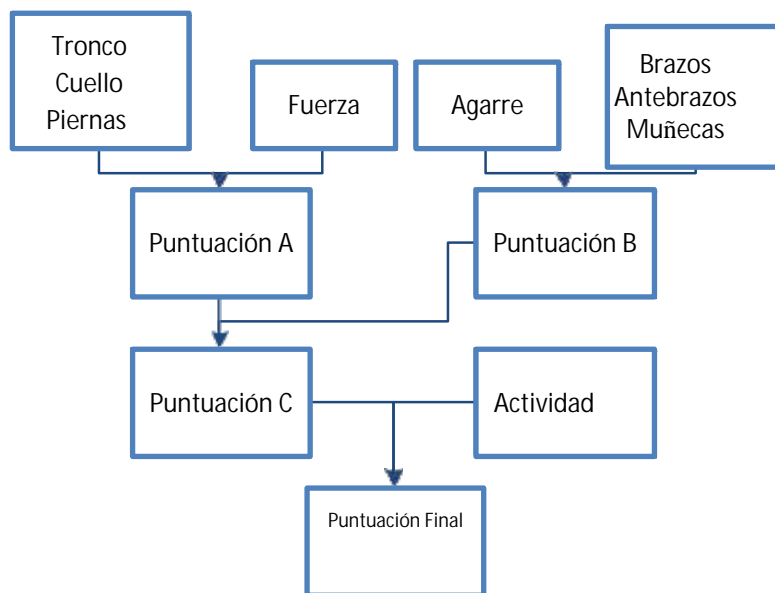 Tronco
Cuello
Piernas
Fuerza
Agarre
Brazos
Antebrazos
Muñecas
Puntuación A
Puntuación B
Puntuación C
Actividad
Puntuación Final